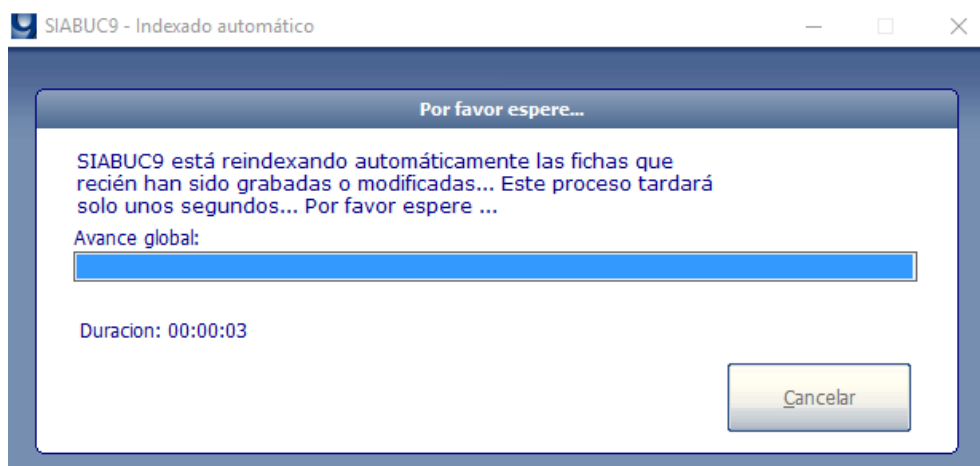 SIABUC9 - Indexado automático
Por favor espere...
SIABUC9 está reindexando automáticamente las fichas que
recién han sido grabadas o modificadas... Este proceso tardará
solo unos segundos... Por favor espere ...
Avance global:
Duracion: 00:00:03
Cancelar